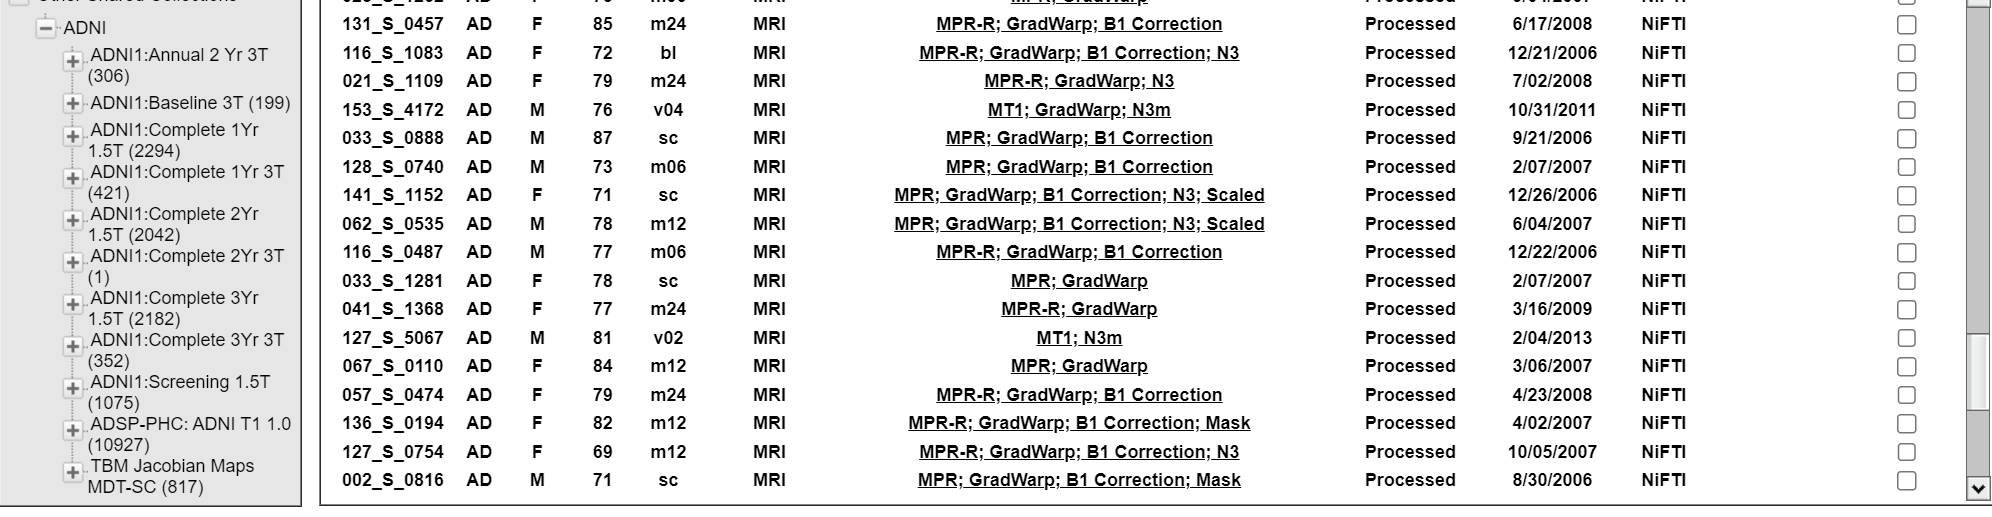 Other Shared Collections
ADNI
ADNI1:Annual 2 Yr 3T
(306)
ADNI1:Baseline 3T (199)
ADNI1:Complete 1Yr
1.5T (2294)
ADNI1:Complete 1Yr 3T
(421)
ADNI1:Complete 2Yr
1.5T (2042)
ADNI1:Complete 2Yr 3T
(1)
ADNI1:Complete 3Yr
1.5T (2182)
ADNI1:Complete 3Yr 3T
(352)
ADNI1:Screening 1.5T
(1075)
ADSP-PHC: ADNI T1 1.0
(10927)
TBM Jacobian Maps
MDT-SC (817)
131_S_0457 AD F 85 m24 MRI MPR-R; GradWarp; B1 Correction Processed 6/17/2008 NiFTI
116_S_1083 AD F 72 bl MRI MPR-R; GradWarp; B1 Correction; N3 Processed 12/21/2006 NiFTI
021_S_1109 AD F 79 m24 MRI MPR-R; GradWarp; N3 Processed 7/02/2008 NiFTI
153_S_4172 AD M 76 v04 MRI MT1; GradWarp; N3m Processed 10/31/2011 NiFTI
033_S_0888 AD M 87 sc MRI MPR; GradWarp; B1 Correction Processed 9/21/2006 NiFTI
128_S_0740 AD M 73 m06 MRI MPR; GradWarp; B1 Correction Processed 2/07/2007 NiFTI
141_S_1152 AD F 71 sc MRI MPR; GradWarp; B1 Correction; N3; Scaled Processed 12/26/2006 NiFTI
062_S_0535 AD M 78 m12 MRI MPR; GradWarp; B1 Correction; N3; Scaled Processed 6/04/2007 NiFTI
116_S_0487 AD M 77 m06 MRI MPR-R; GradWarp; B1 Correction Processed 12/22/2006 NiFTI
033_S_1281 AD F 78 sc MRI MPR; GradWarp Processed 2/07/2007 NiFTI
041_S_1368 AD F 77 m24 MRI MPR-R; GradWarp Processed 3/16/2009 NiFTI
127_S_5067 AD M 81 v02 MRI MT1; N3m Processed 2/04/2013 NiFTI
067_S_0110 AD F 84 m12 MRI MPR; GradWarp Processed 3/06/2007 NiFTI
057_S_0474 AD F 79 m24 MRI MPR-R; GradWarp; B1 Correction Processed 4/23/2008 NiFTI
136_S_0194 AD F 82 m12 MRI MPR-R; GradWarp; B1 Correction; Mask Processed 4/02/2007 NiFTI
127_S_0754 AD F 69 m12 MRI MPR-R; GradWarp; B1 Correction; N3 Processed 10/05/2007 NiFTI
002_S_0816 AD M 71 sc MRI MPR; GradWarp; B1 Correction; Mask Processed 8/30/2006 NiFTI